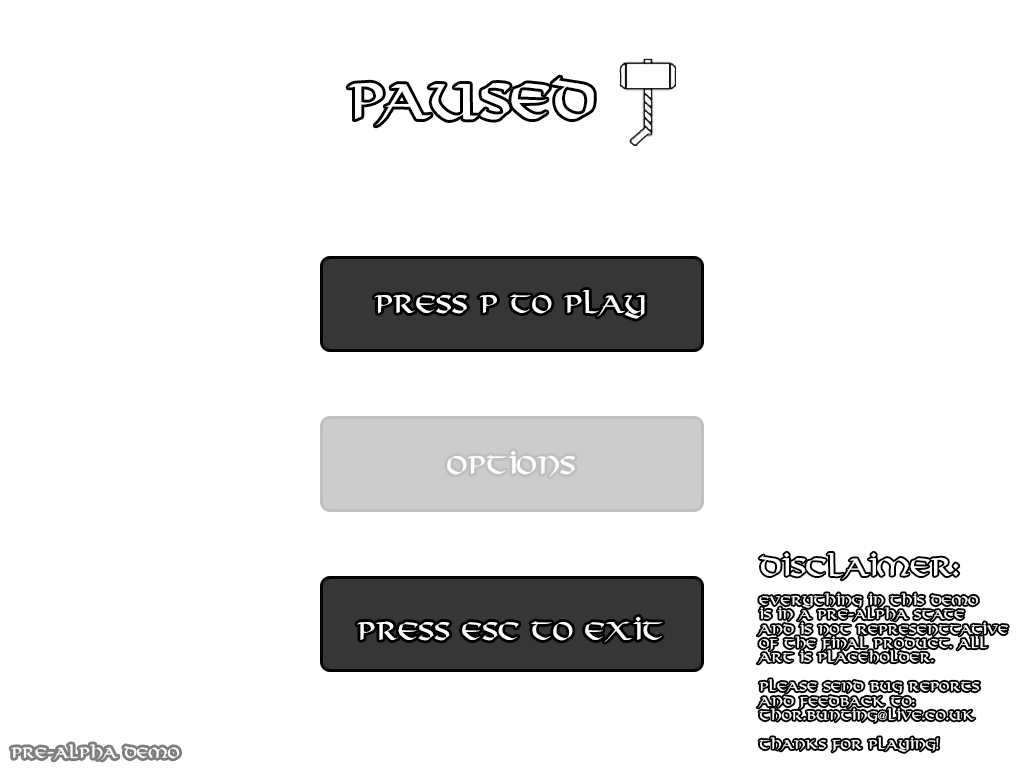 PAUSED
PRESS P TO PLAY
OPTIONS
PRESS ESC TO EXIT
DISCLAIMER:
EVERYTHING IN THIS DEMO
IS IN A PRE-ALPHA STATE
AND IS NOT REPRESENTTATIVE
OF THE FINAL PRODUCT. ALL
ART IS PLACEHOLDER.
PLEASE SEND BUG REPORTS
AND FEEDBACK TO:
THOR.BUNTING@LIVE.CO.UK
THANKS FOR PLAYING!
PRE-ALPHA DEMO